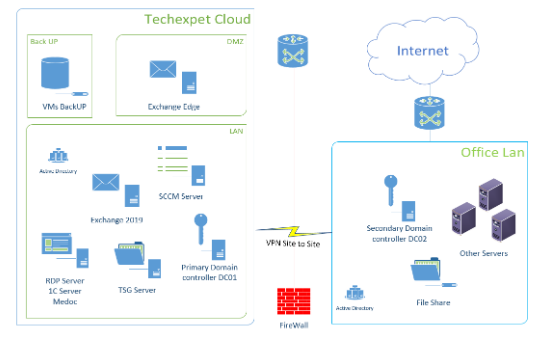 Techexpet Cloud
Back UP
VMs BackUP
DMZ
Exchange Edge
LAN
Active Directory
SCCM Server
Exchange 2019
RDP Server
1C Server
Medoc
TSG Server
Primary Domain
controller DC01
VPN Site to Site
FireWall
Internet
Office Lan
Secondary Domain
controller DC02
Other Servers
File Share
Active Directory